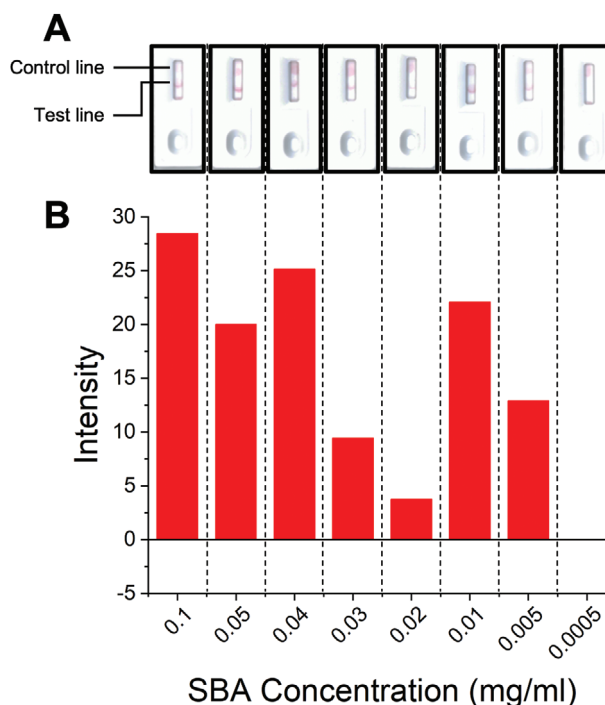 A
Control line
Test line
B
30
25
20
15
10
5
0
-5
Intensity
0.1 0.05 0.04 0.03 0.02 0.01 0.005 0.0005
SBA Concentration (mg/ml)